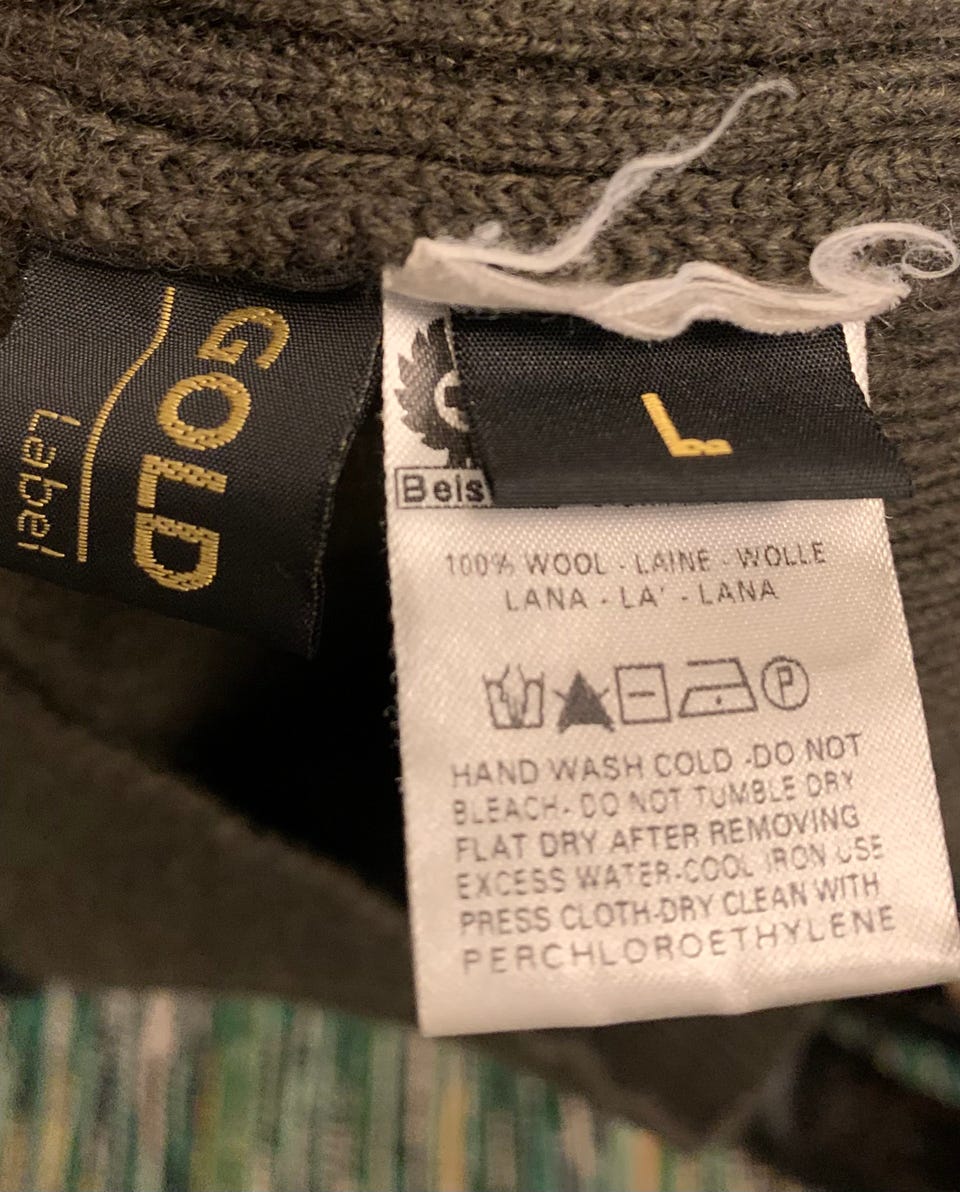 GOLD
Label
L
Bels
100% WOOL - LAINE - WOLLE
LANA - LA' - LANA
P
HAND WASH COLD -DO NOT
BLEACH- DO NOT TUMBLE DRY
FLAT DRY AFTER REMOVING
EXCESS WATER-COOL IRON USE
PRESS CLOTH-DRY CLEAN WITH
PERCHLOROETHYLENE